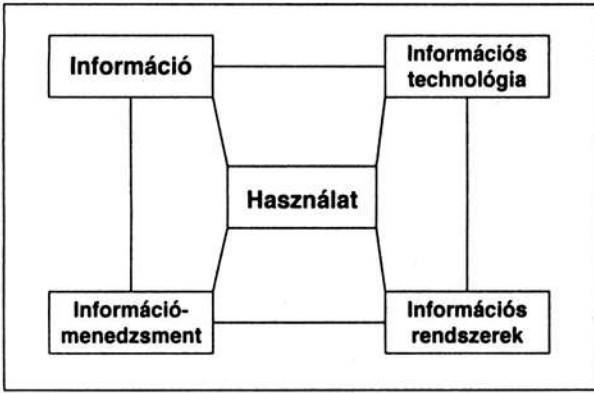 Információ
Információs
technológia
Használat
Információ-
menedzsment
Információs
rendszerek